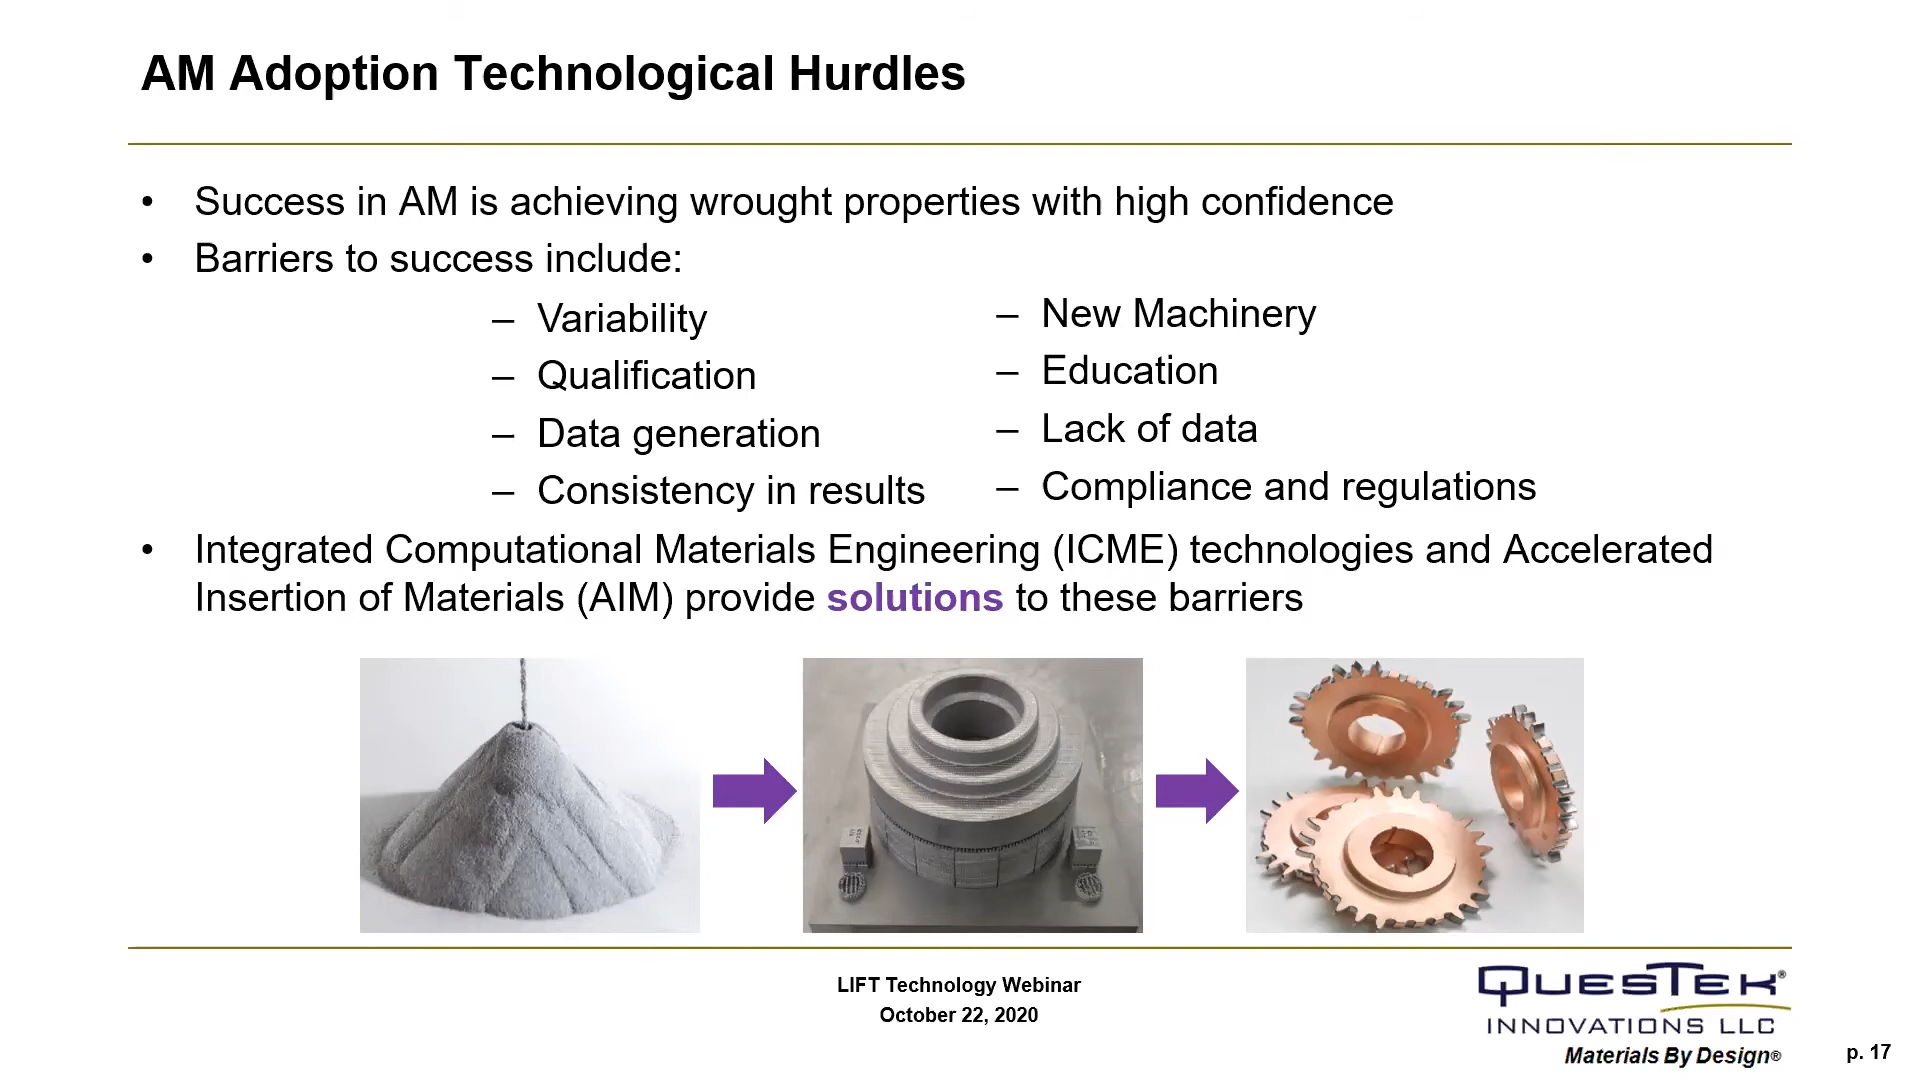 AM Adoption Technological Hurdles
• Success in AM is achieving wrought properties with high confidence
• Barriers to success include:
– Variability
– Qualification
– Data generation
– Consistency in results
– New Machinery
– Education
– Lack of data
– Compliance and regulations
• Integrated Computational Materials Engineering (ICME) technologies and Accelerated
Insertion of Materials (AIM) provide solutions to these barriers
LIFT Technology Webinar
October 22, 2020
QUESTEK®
INNOVATIONS LLC
Materials By Design®
p. 17